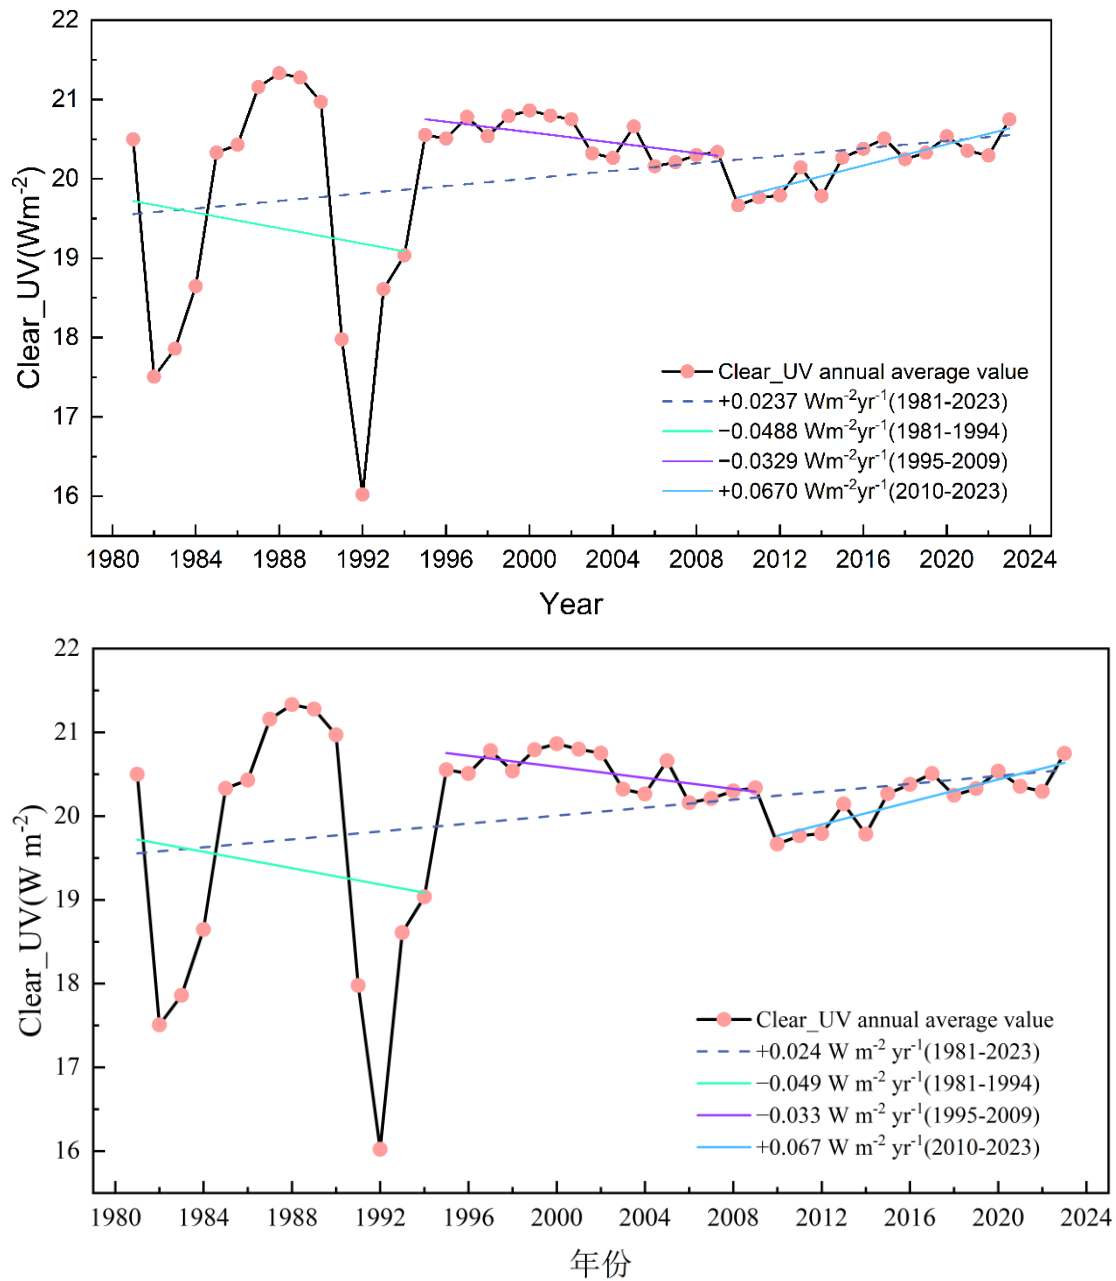 22
21
20
19
18
17
16
Clear_UV(Wm⁻²)
Clear_UV annual average value
+0.0237 Wm⁻²yr⁻¹(1981-2023)
−0.0488 Wm⁻²yr⁻¹(1981-1994)
−0.0329 Wm⁻²yr⁻¹(1995-2009)
+0.0670 Wm⁻²yr⁻¹(2010-2023)
1980 1984 1988 1992 1996 2000 2004 2008 2012 2016 2020 2024
Year
22
21
20
19
18
17
16
Clear_UV(W m⁻²)
Clear_UV annual average value
+0.024 W m⁻² yr⁻¹(1981-2023)
−0.049 W m⁻² yr⁻¹(1981-1994)
−0.033 W m⁻² yr⁻¹(1995-2009)
+0.067 W m⁻² yr⁻¹(2010-2023)
1980 1984 1988 1992 1996 2000 2004 2008 2012 2016 2020 2024
年份